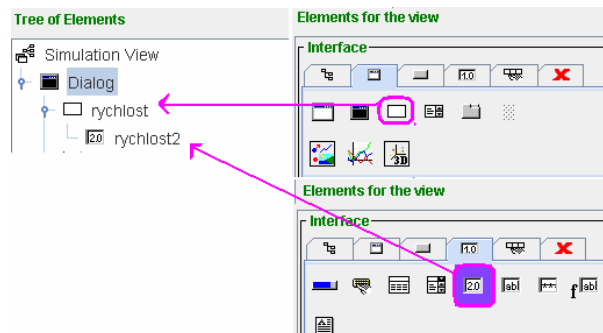 Tree of Elements
Simulation View
Dialog
rychlost
2.0 rychlost2
Elements for the view
Interface
1.0
3D
Elements for the view
Interface
1.0
2.0
abl
***
f abl